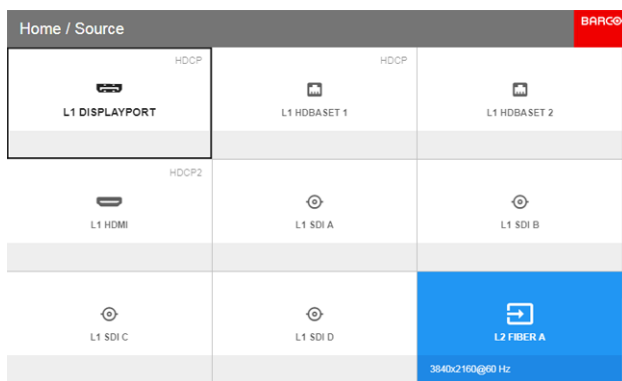 Home / Source
BARCO
HDCP
L1 DISPLAYPORT
HDCP
L1 HDBASET 1
L1 HDBASET 2
HDCP2
L1 HDMI
L1 SDI A
L1 SDI B
L1 SDI C
L1 SDI D
L2 FIBER A
3840x2160@60 Hz